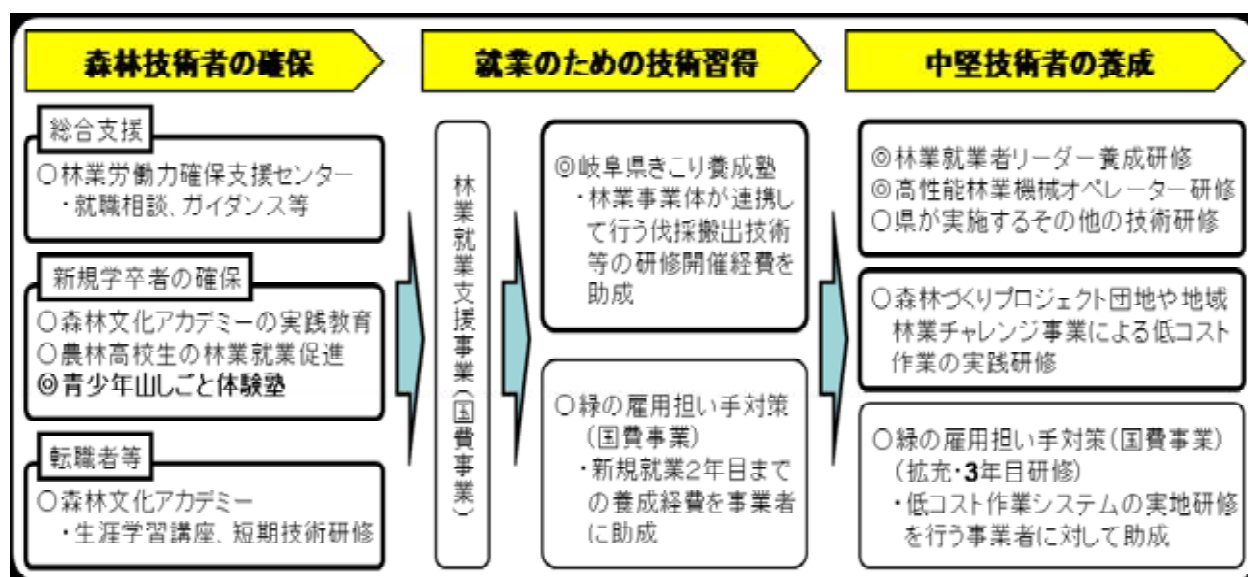 森林技術者の確保
就業のための技術習得
中堅技術者の養成
総合支援
○林業労働力確保支援センター
・就職相談、ガイダンス等
新規学卒者の確保
○森林文化アカデミーの実践教育
○農林高校生の林業就業促進
◎青少年山しごと体験塾
転職者等
○森林文化アカデミー
・生涯学習講座、短期技術研修
林業就業支援事業(国費事業)
◎岐阜県きこり養成塾
・林業事業体が連携し
て行う伐採搬出技術
等の研修開催経費を
助成
○緑の雇用担い手対策
(国費事業)
・新規就業2年目まで
の養成経費を事業者
に助成
◎林業就業者リーダー養成研修
◎高性能林業機械オペレーター研修
○県が実施するその他の技術研修
○森林づくりプロジェクト団地や地域
林業チャレンジ事業による低コスト
作業の実践研修
○緑の雇用担い手対策(国費事業)
(拡充・3年目研修)
・低コスト作業システムの実地研修
を行う事業者に対して助成